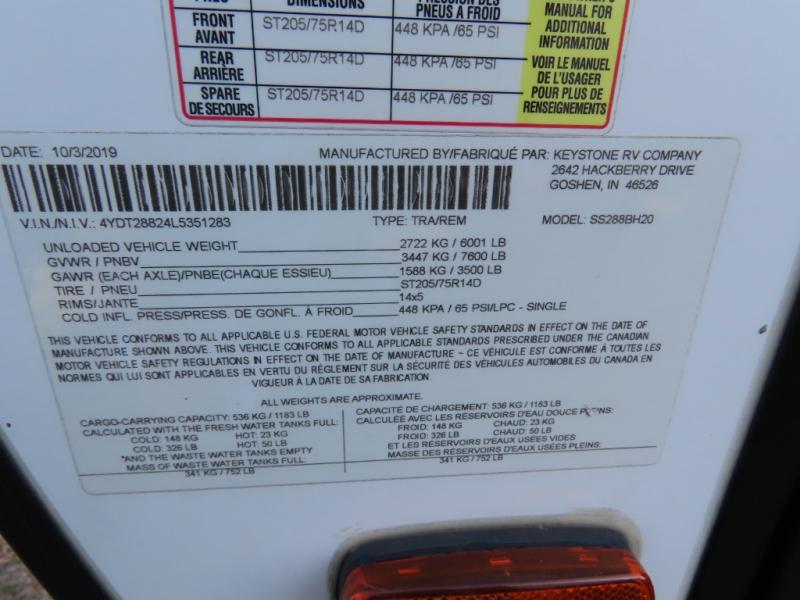 DIMENSIONS
PNEUS A FROID
MANUAL FOR
ADDITIONAL
INFORMATION
VOIR LE MANUEL
DE L'USAGER
POUR PLUS DE
RENSEIGNEMENTS
FRONT
AVANT
ST205/75R14D
448 KPA /65 PSI
REAR
ARRIÈRE
ST205/75R14D
448 KPA /65 PSI
SPARE
DE SECOURS
ST205/75R14D
448 KPA /65 PSI
DATE: 10/3/2019
MANUFACTURED BY/FABRIQUÉ PAR: KEYSTONE RV COMPANY
2642 HACKBERRY DRIVE
GOSHEN, IN 46526
V.I.N./N.I.V.: 4YDT28824L5351283 TYPE: TRA/REM MODEL: SS288BH20
UNLOADED VEHICLE WEIGHT 2722 KG / 6001 LB
GVWR / PNBV 3447 KG / 7600 LB
GAWR (EACH AXLE)/PNBE(CHAQUE ESSIEU) 1588 KG / 3500 LB
TIRE / PNEU ST205/75R14D
RIMS/JANTE 14x5
COLD INFL. PRESS/PRESS. DE GONFL. À FROID 448 KPA / 65 PSI/LPC - SINGLE
THIS VEHICLE CONFORMS TO ALL APPLICABLE U.S. FEDERAL MOTOR VEHICLE SAFETY STANDARDS IN EFFECT ON THE DATE OF
MANUFACTURE SHOWN ABOVE. THIS VEHICLE CONFORMS TO ALL APPLICABLE STANDARDS PRESCRIBED UNDER THE CANADIAN
MOTOR VEHICLE SAFETY REGULATIONS IN EFFECT ON THE DATE OF MANUFACTURE ~ CE VÉHICULE EST CONFORME À TOUTES LES
NORMES QUI LUI SONT APPLICABLES EN VERTU DU RÈGLEMENT SUR LA SÉCURITÉ DES VÉHICULES AUTOMOBILES DU CANADA EN
VIGUEUR À LA DATE DE SA FABRICATION.
ALL WEIGHTS ARE APPROXIMATE.
CARGO-CARRYING CAPACITY: 536 KG / 1183 LB
CALCULATED WITH THE FRESH WATER TANKS FULL:
COLD: 148 KG HOT: 23 KG
COLD: 326 LB HOT: 50 LB
*AND THE WASTE WATER TANKS EMPTY
MASS OF WASTE WATER TANKS FULL:
341 KG / 752 LB
CAPACITÉ DE CHARGEMENT: 536 KG / 1183 LB
CALCULÉE AVEC LES RÉSERVOIRS D'EAU DOUCE PLEINS:
FROID: 148 KG CHAUD: 23 KG
FROID: 326 LB CHAUD: 50 LB
ET LES RÉSERVOIRS D'EAUX USÉES VIDES
MASSE DES RÉSERVOIRS D'EAUX USÉES PLEINS:
341 KG / 752 LB